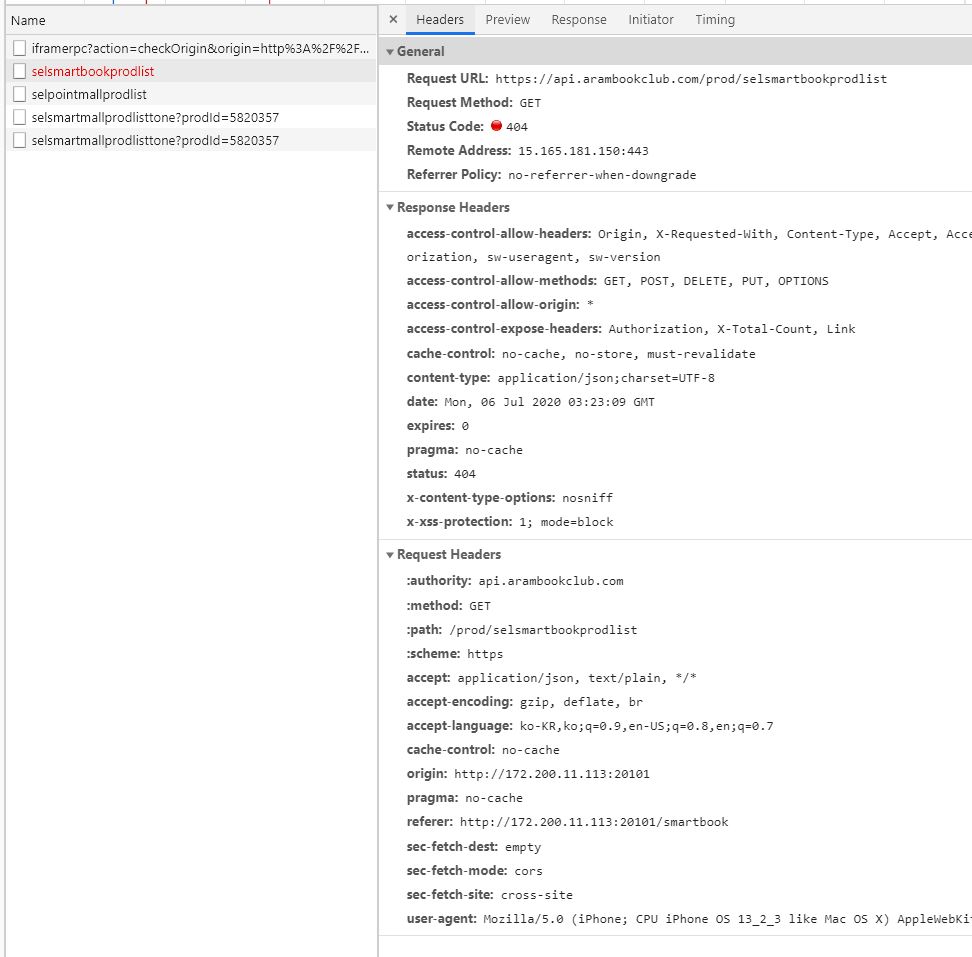 Name
iframerpc?action=checkOrigin&origin=http%3A%2F%2F...
selsmartbookprodlist
selpointmallprodlist
selsmartmallprodlisttone?prodId=5820357
selsmartmallprodlisttone?prodId=5820357
× Headers Preview Response Initiator Timing
General
Request URL: https://api.arambookclub.com/prod/selsmartbookprodlist
Request Method: GET
Status Code: 404
Remote Address: 15.165.181.150:443
Referrer Policy: no-referrer-when-downgrade
Response Headers
access-control-allow-headers: Origin, X-Requested-With, Content-Type, Accept, Acce
orization, sw-useragent, sw-version
access-control-allow-methods: GET, POST, DELETE, PUT, OPTIONS
access-control-allow-origin: *
access-control-expose-headers: Authorization, X-Total-Count, Link
cache-control: no-cache, no-store, must-revalidate
content-type: application/json;charset=UTF-8
date: Mon, 06 Jul 2020 03:23:09 GMT
expires: 0
pragma: no-cache
status: 404
x-content-type-options: nosniff
x-xss-protection: 1; mode=block
Request Headers
:authority: api.arambookclub.com
:method: GET
:path: /prod/selsmartbookprodlist
:scheme: https
accept: application/json, text/plain, */*
accept-encoding: gzip, deflate, br
accept-language: ko-KR,ko;q=0.9,en-US;q=0.8,en;q=0.7
cache-control: no-cache
origin: http://172.200.11.113:20101
pragma: no-cache
referer: http://172.200.11.113:20101/smartbook
sec-fetch-dest: empty
sec-fetch-mode: cors
sec-fetch-site: cross-site
user-agent: Mozilla/5.0 (iPhone; CPU iPhone OS 13_2_3 like Mac OS X) AppleWebKit